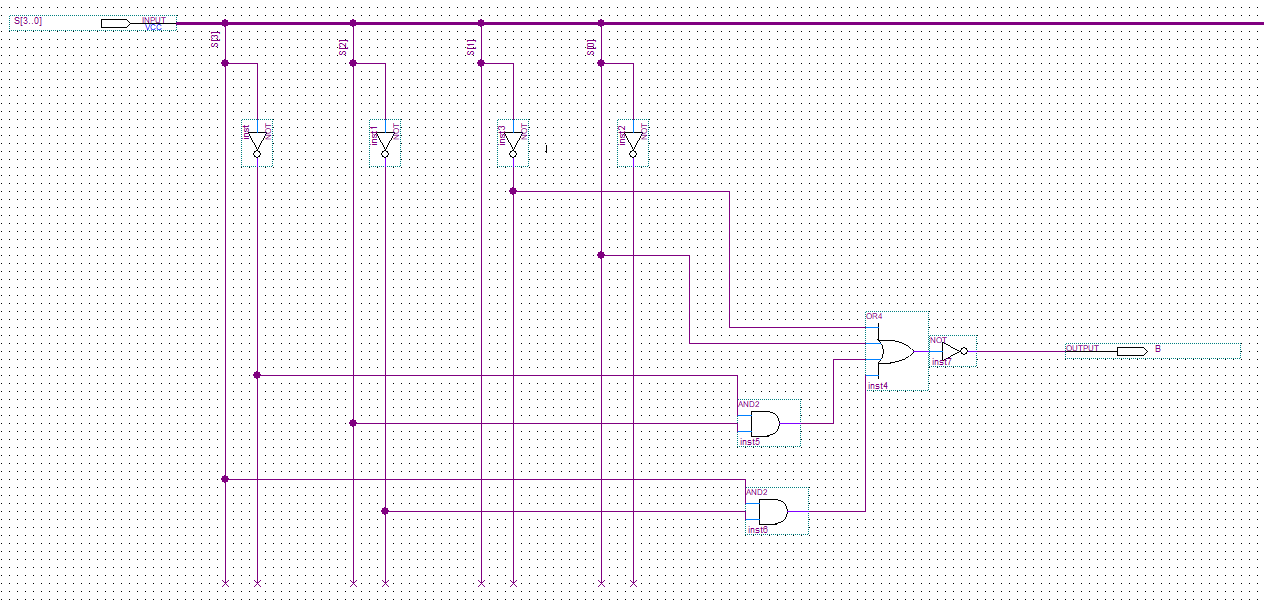 S[3..0] INPUT
VCC
S[3] S[2] S[1] S[0]
inst NOT inst1 NOT inst3 NOT inst2 NOT
OR4
NOT
OUTPUT B
inst7
inst4
AND2
inst5
AND2
inst6